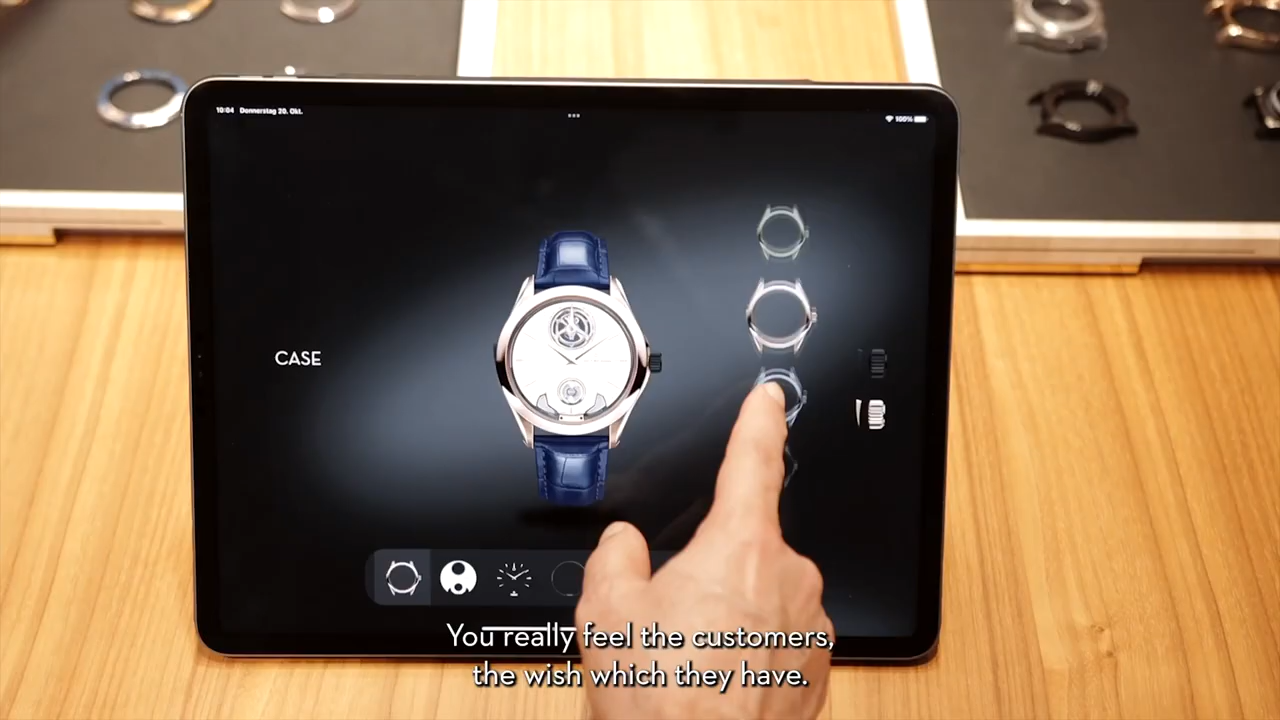 10:04 Donnerstag 20. Okt.
100%
CASE
You really feel the customers,
the wish which they have.